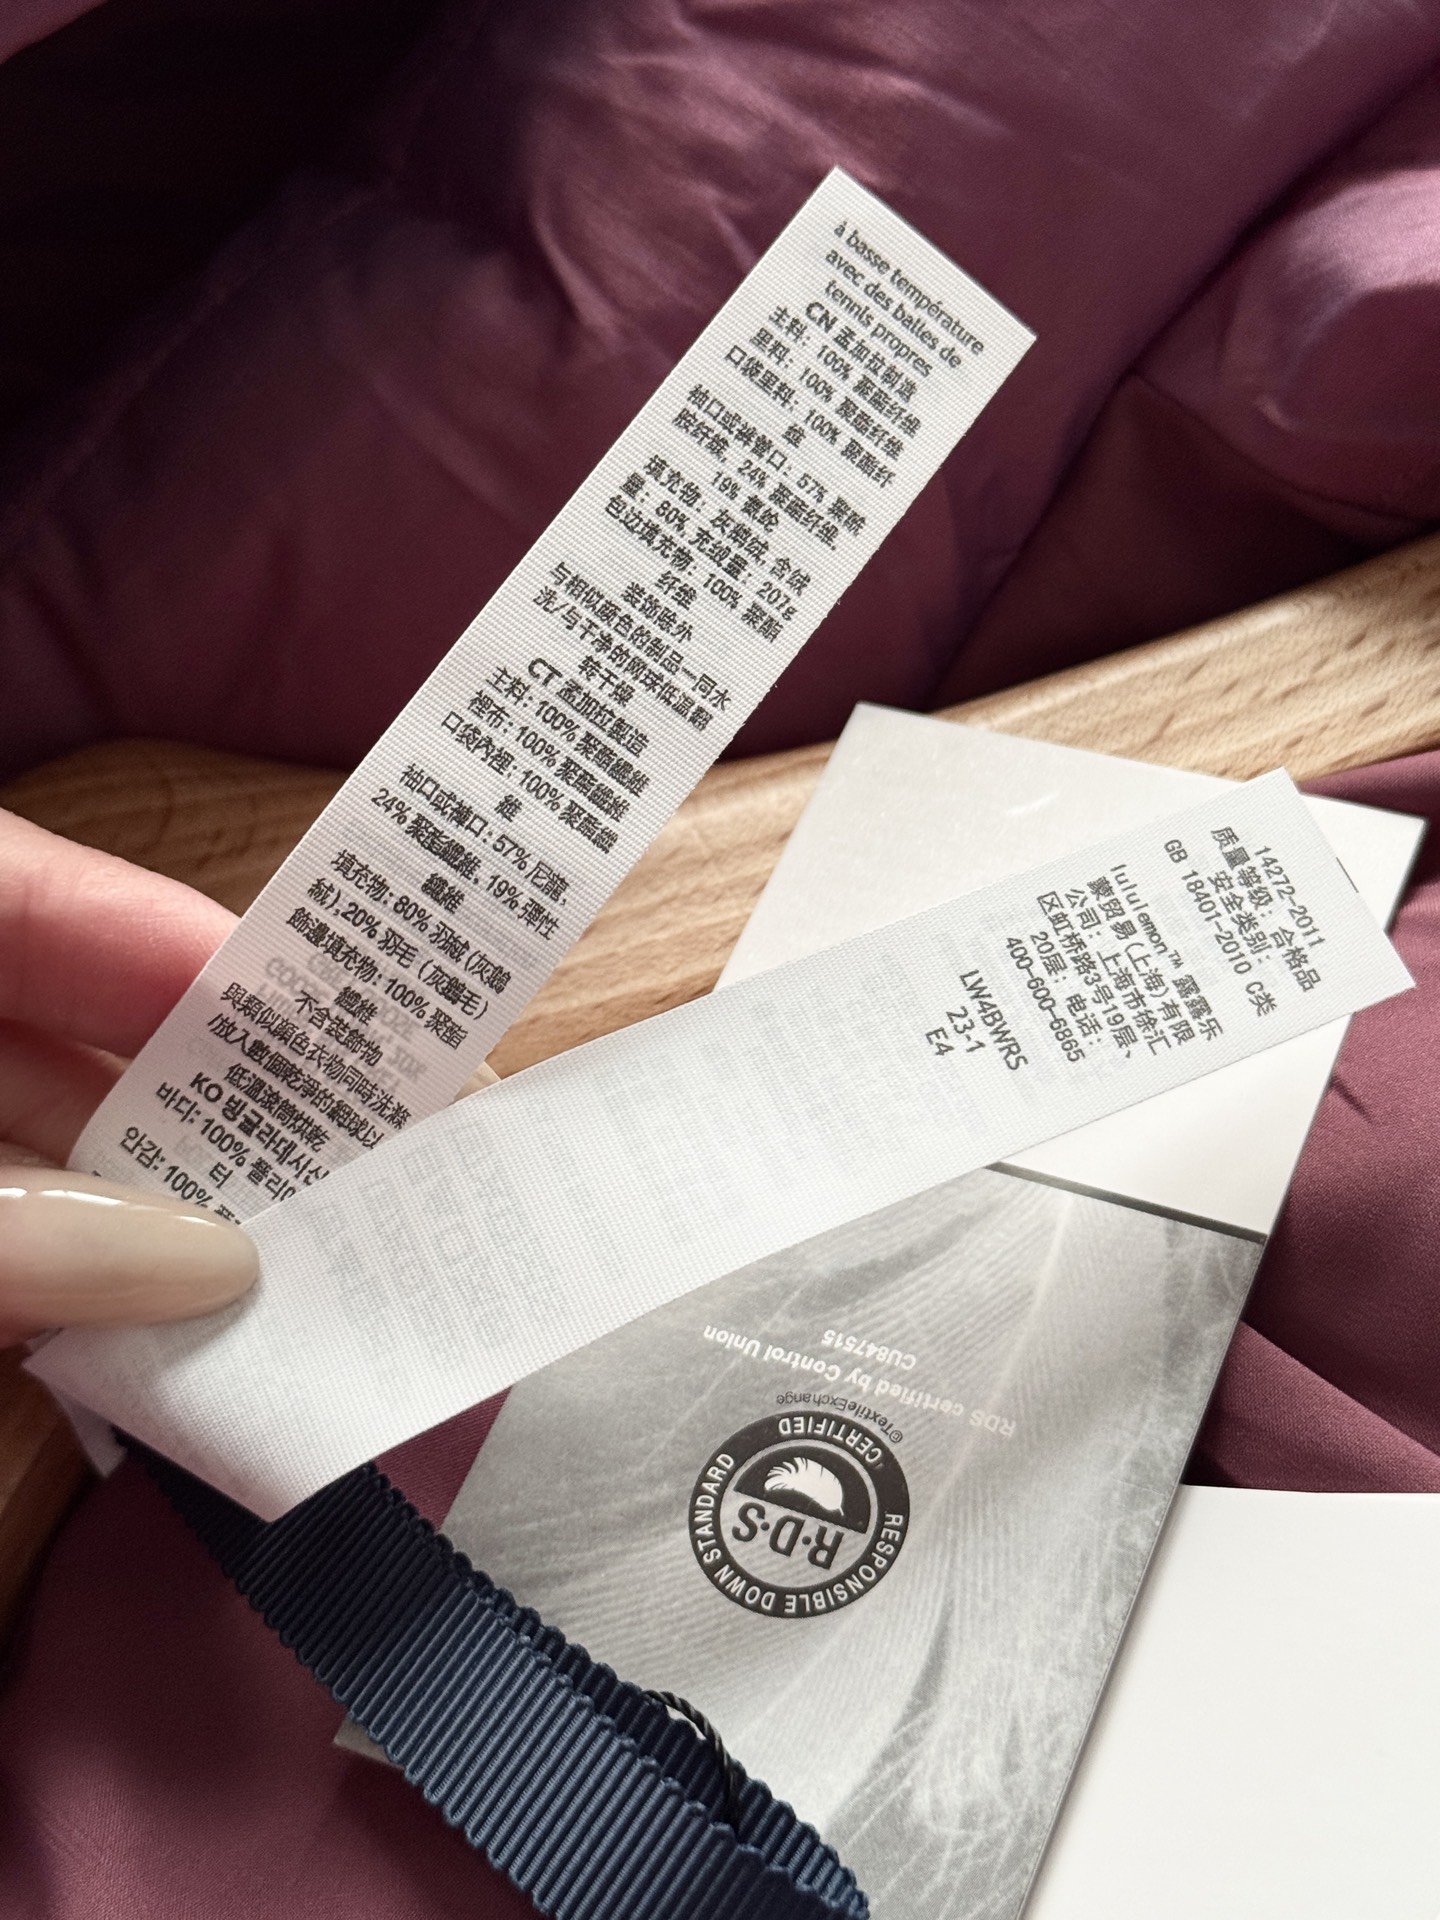 à basse température
avec des balles de
tennis propres
CN 孟加拉制造
主料：100% 聚酯纤维
里料：100% 聚酯纤维
口袋里料：100% 聚酯纤
维
袖口或裤脊口：57% 聚酰
胺纤维，24% 聚酯纤维，
19% 氨纶
填充物：灰鹅绒，含绒
量：80%，充绒量：207g
包边填充物：100% 聚酯
纤维
装饰除外
与相似颜色的制品一同水
洗/与干净的网球低温翻
转干燥
CT 孟加拉製造
主料：100% 聚酯纖維
裡布：100% 聚酯纖維
口袋內裡：100% 聚酯纖
維
袖口或褲口：57% 尼龍，
24% 聚酯纖維，19% 彈性
纖維
填充物：80% 羽絨 (灰鵝
絨)，20% 羽毛 (灰鵝毛)
飾邊填充物：100% 聚酯
纖維
不含裝飾物
與類似顏色衣物同時洗滌
/放入數個乾淨的網球以
低溫滾筒烘乾
KO 방글라데시산
바디: 100% 폴리에
터
안감: 100%
14272-2011
质量等级：合格品
安全类别：
GB 18401-2010 C类
lululemon™ 露露乐
蒙贸易(上海)有限
公司：上海市徐汇
区虹桥路3号19层、
20层；电话：
400-600-6865
LW4BWRS
23-1
E4
RDS certified by Control Union
CU847515
©TextileExchange
RESPONSIBLE DOWN STANDARD
CERTIFIED
R·D·S